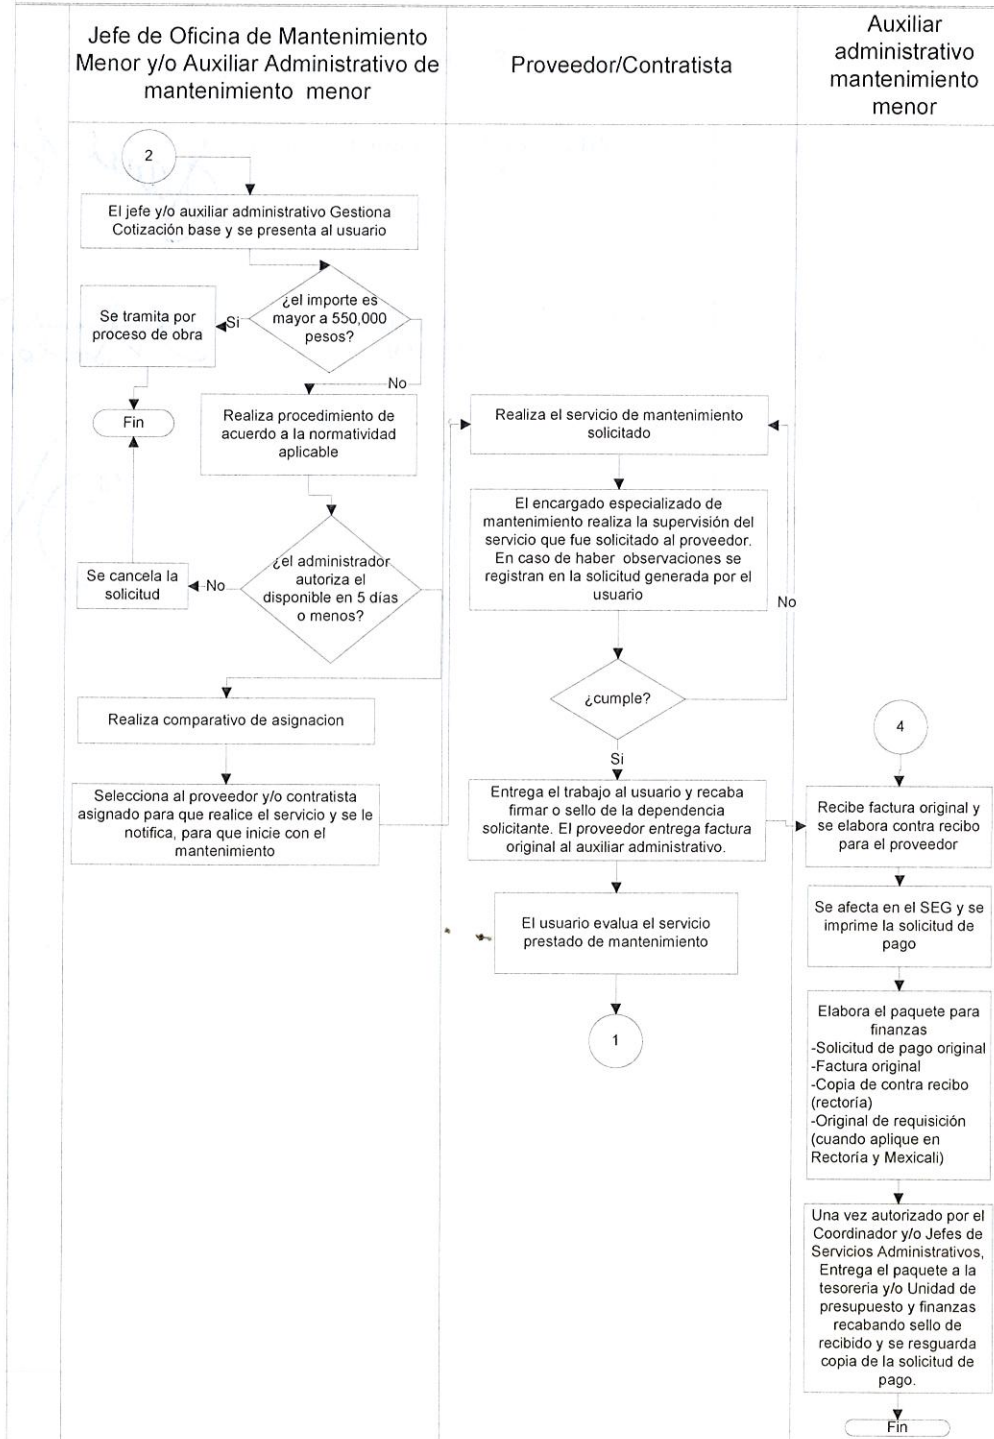 Jefe de Oficina de Mantenimiento
Menor y/o Auxiliar Administrativo de
mantenimiento menor
Proveedor/Contratista
Auxiliar
administrativo
mantenimiento
menor
2
El jefe y/o auxiliar administrativo Gestiona
Cotización base y se presenta al usuario
¿el importe es
mayor a 550,000
pesos?
Si
Se tramita por
proceso de obra
Fin
No
Realiza procedimiento de
acuerdo a la normatividad
aplicable
¿el administrador
autoriza el
disponible en 5 días
o menos?
No
Se cancela la
solicitud
Realiza comparativo de asignacion
Selecciona al proveedor y/o contratista
asignado para que realice el servicio y se le
notifica, para que inicie con el
mantenimiento
Realiza el servicio de mantenimiento
solicitado
El encargado especializado de
mantenimiento realiza la supervisión del
servicio que fue solicitado al proveedor.
En caso de haber observaciones se
registran en la solicitud generada por el
usuario
No
¿cumple?
Si
Entrega el trabajo al usuario y recaba
firmar o sello de la dependencia
solicitante. El proveedor entrega factura
original al auxiliar administrativo.
El usuario evalua el servicio
prestado de mantenimiento
1
4
Recibe factura original y
se elabora contra recibo
para el proveedor
Se afecta en el SEG y se
imprime la solicitud de
pago
Elabora el paquete para
finanzas
-Solicitud de pago original
-Factura original
-Copia de contra recibo
(rectoría)
-Original de requisición
(cuando aplique en
Rectoría y Mexicali)
Una vez autorizado por el
Coordinador y/o Jefes de
Servicios Administrativos,
Entrega el paquete a la
tesoreria y/o Unidad de
presupuesto y finanzas
recabando sello de
recibido y se resguarda
copia de la solicitud de
pago.
Fin